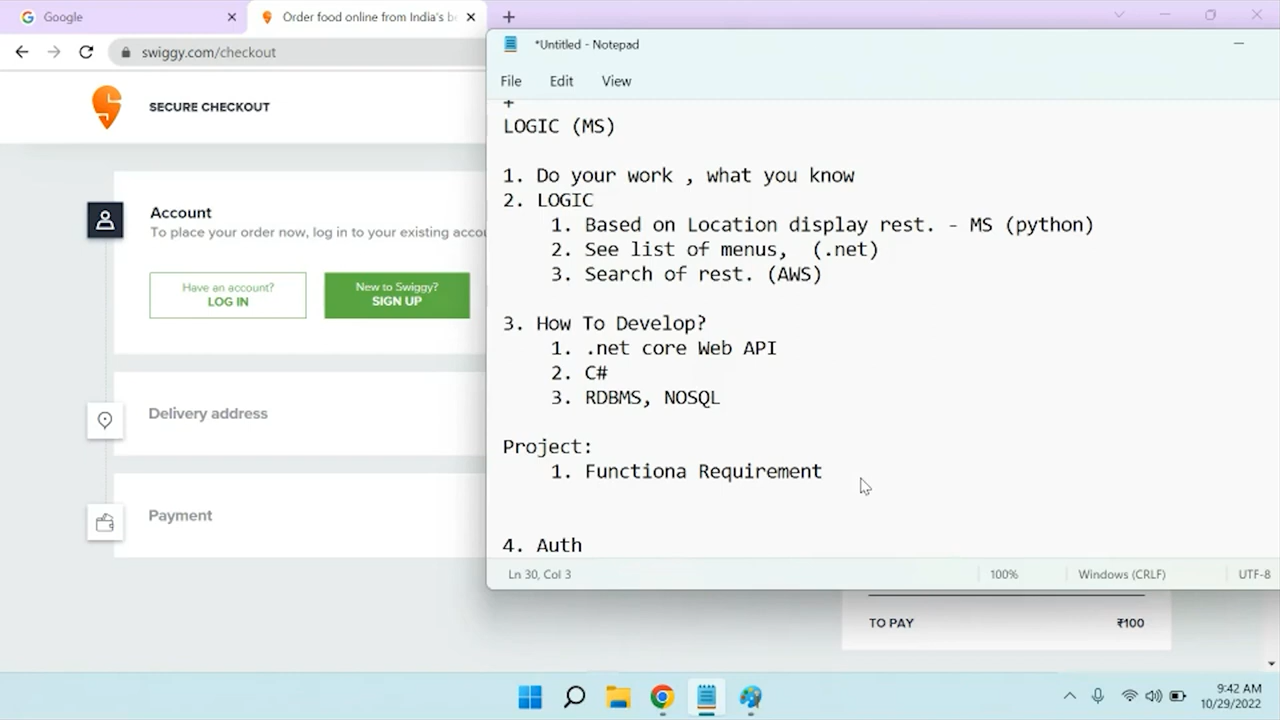 Google
Order food online from India's b
swiggy.com/checkout
SECURE CHECKOUT
Account
To place your order now, log in to your existing accou
Have an account?
LOG IN
New to Swiggy?
SIGN UP
Delivery address
Payment
*Untitled - Notepad
File Edit View
+
LOGIC (MS)
1. Do your work , what you know
2. LOGIC
1. Based on Location display rest. - MS (python)
2. See list of menus, (.net)
3. Search of rest. (AWS)
3. How To Develop?
1. .net core Web API
2. C#
3. RDBMS, NOSQL
Project:
1. Functiona Requirement
4. Auth
Ln 30, Col 3 100% Windows (CRLF) UTF-8
TO PAY ₹100
9:42 AM
10/29/2022